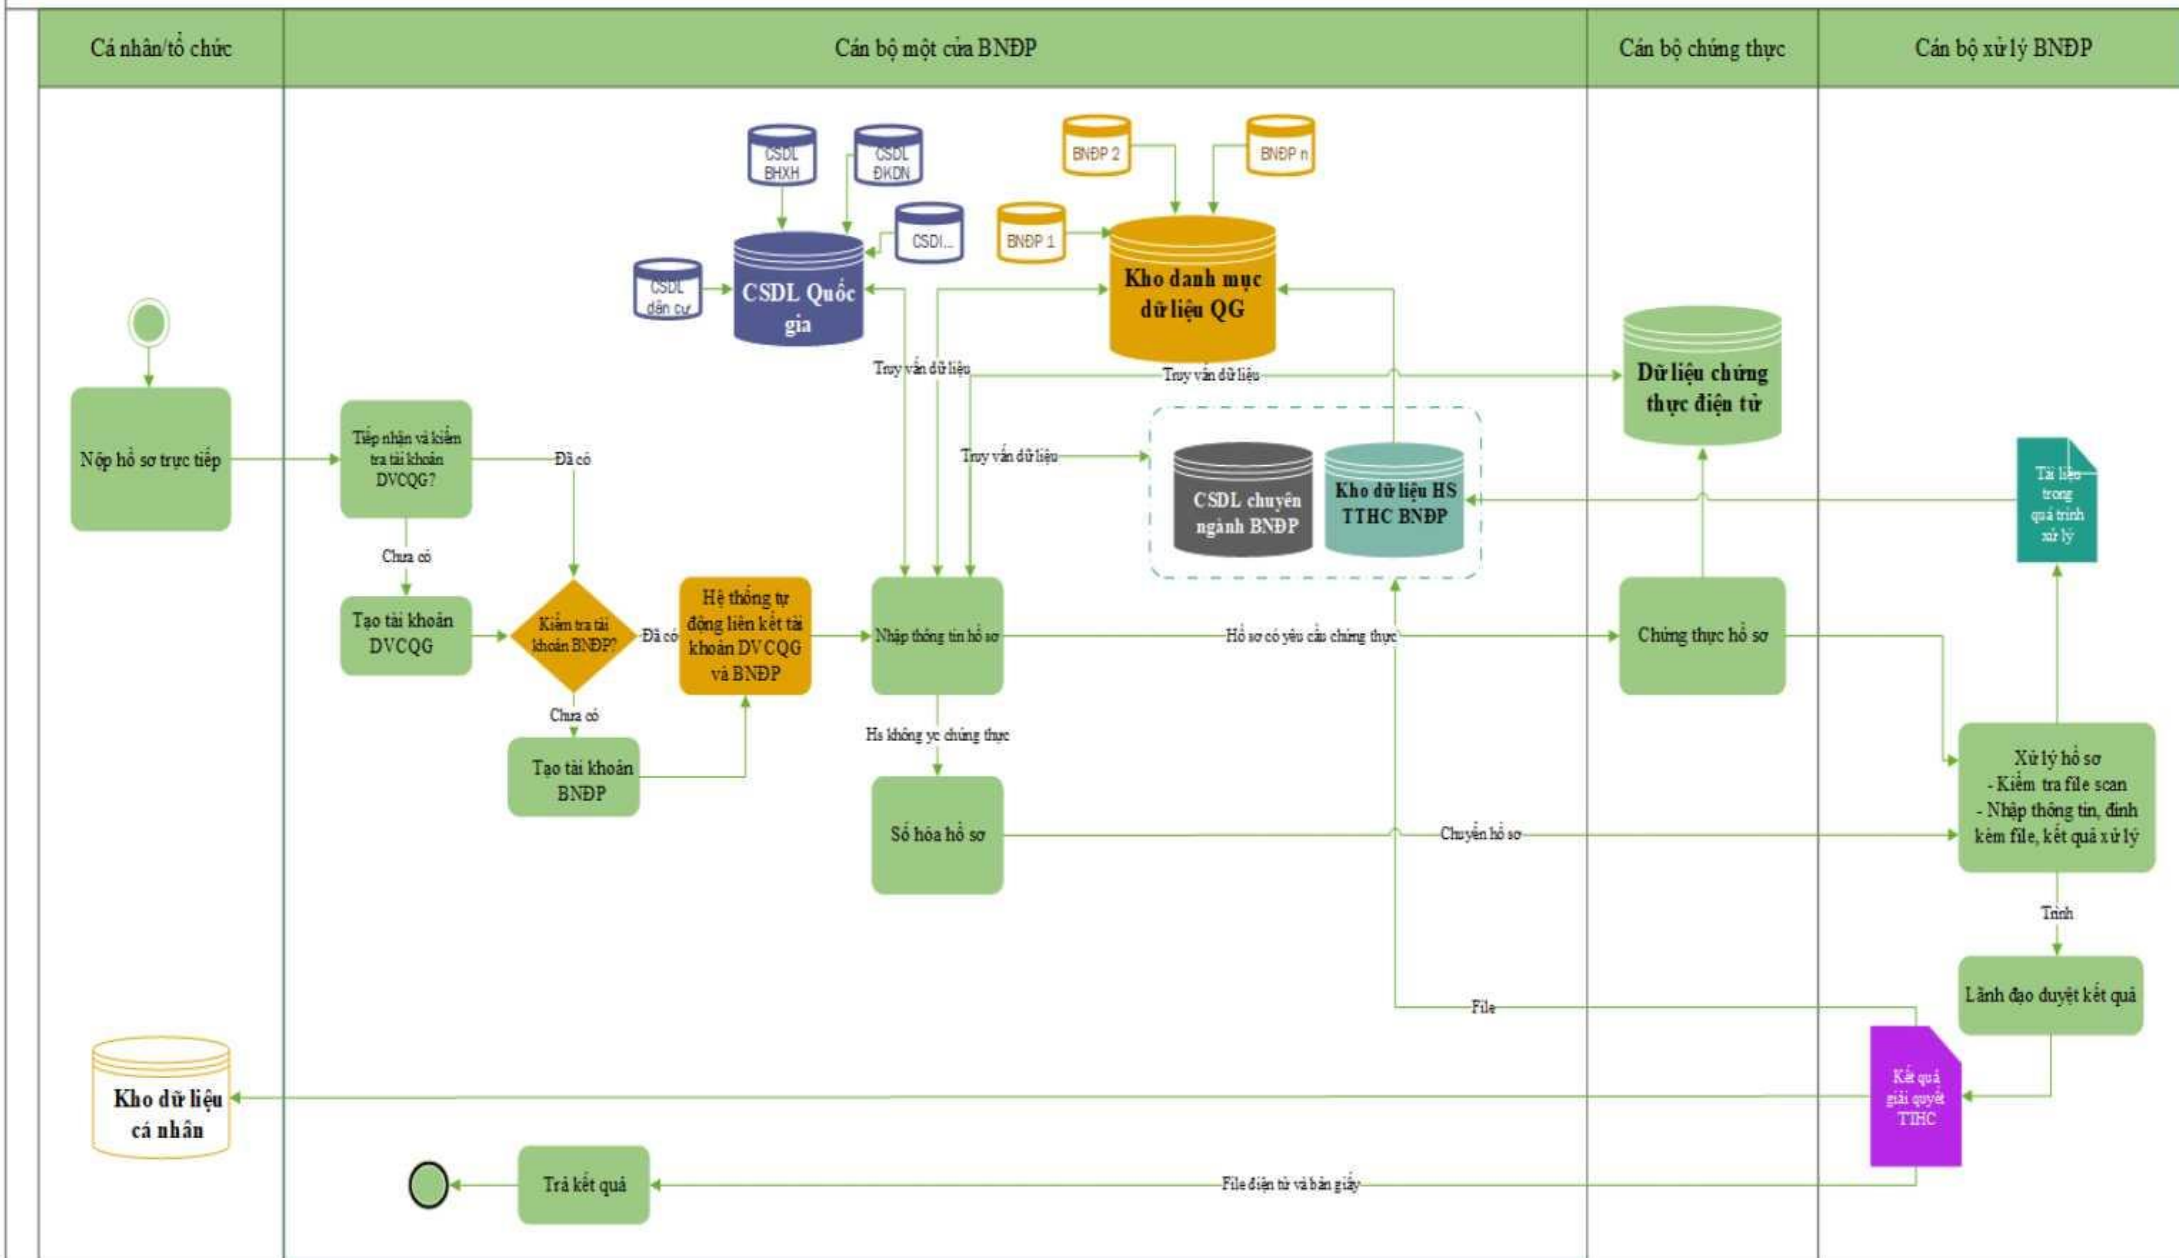 Cá nhân/tổ chức
Cán bộ một cửa BNĐP
Cán bộ chứng thực
Cán bộ xử lý BNĐP
CSDL
BHXH
CSDL
ĐKDN
BNĐP 2
BNĐP n
CSDl...
BNĐP 1
CSDL
dân cư
CSDL Quốc
gia
Kho danh mục
dữ liệu QG
Truy vấn dữ liệu
Truy vấn dữ liệu
Dữ liệu chứng
thực điện tử
Nộp hồ sơ trực tiếp
Tiếp nhận và kiểm
tra tài khoản
DVCQG?
Đã có
Truy vấn dữ liệu
CSDL chuyên
ngành BNĐP
Kho dữ liệu HS
TTHC BNĐP
Tài liệu
trong
quá trình
xử lý
Chưa có
Tạo tài khoản
DVCQG
Kiểm tra tài
khoản BNĐP?
Đã có
Hệ thống tự
động liên kết tài
khoản DVCQG
và BNĐP
Nhập thông tin hồ sơ
Hồ sơ có yêu cầu chứng thực
Chứng thực hồ sơ
Chưa có
Tạo tài khoản
BNĐP
Hs không yc chứng thực
Số hóa hồ sơ
Chuyển hồ sơ
Xử lý hồ sơ
- Kiểm tra file scan
- Nhập thông tin, đính
kèm file, kết quả xử lý
Trình
Lãnh đạo duyệt kết quả
File
Kết quả
giải quyết
TTHC
Kho dữ liệu
cá nhân
Trả kết quả
File điện tử và bản giấy